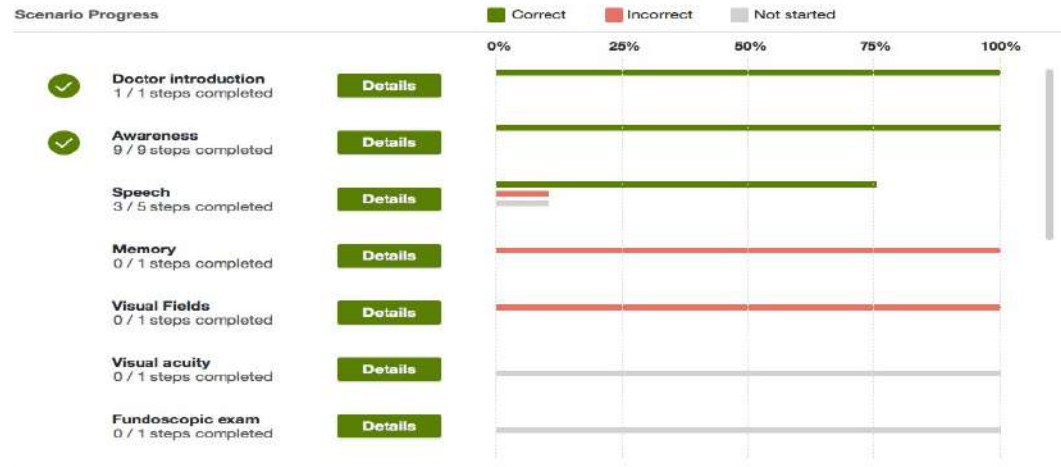 Scenario Progress
Correct
Incorrect
Not started
0% 25% 50% 75% 100%
Doctor introduction
1 / 1 steps completed
Details
Awareness
9 / 9 steps completed
Details
Speech
3 / 5 steps completed
Details
Memory
0 / 1 steps completed
Details
Visual Fields
0 / 1 steps completed
Details
Visual acuity
0 / 1 steps completed
Details
Fundoscopic exam
0 / 1 steps completed
Details